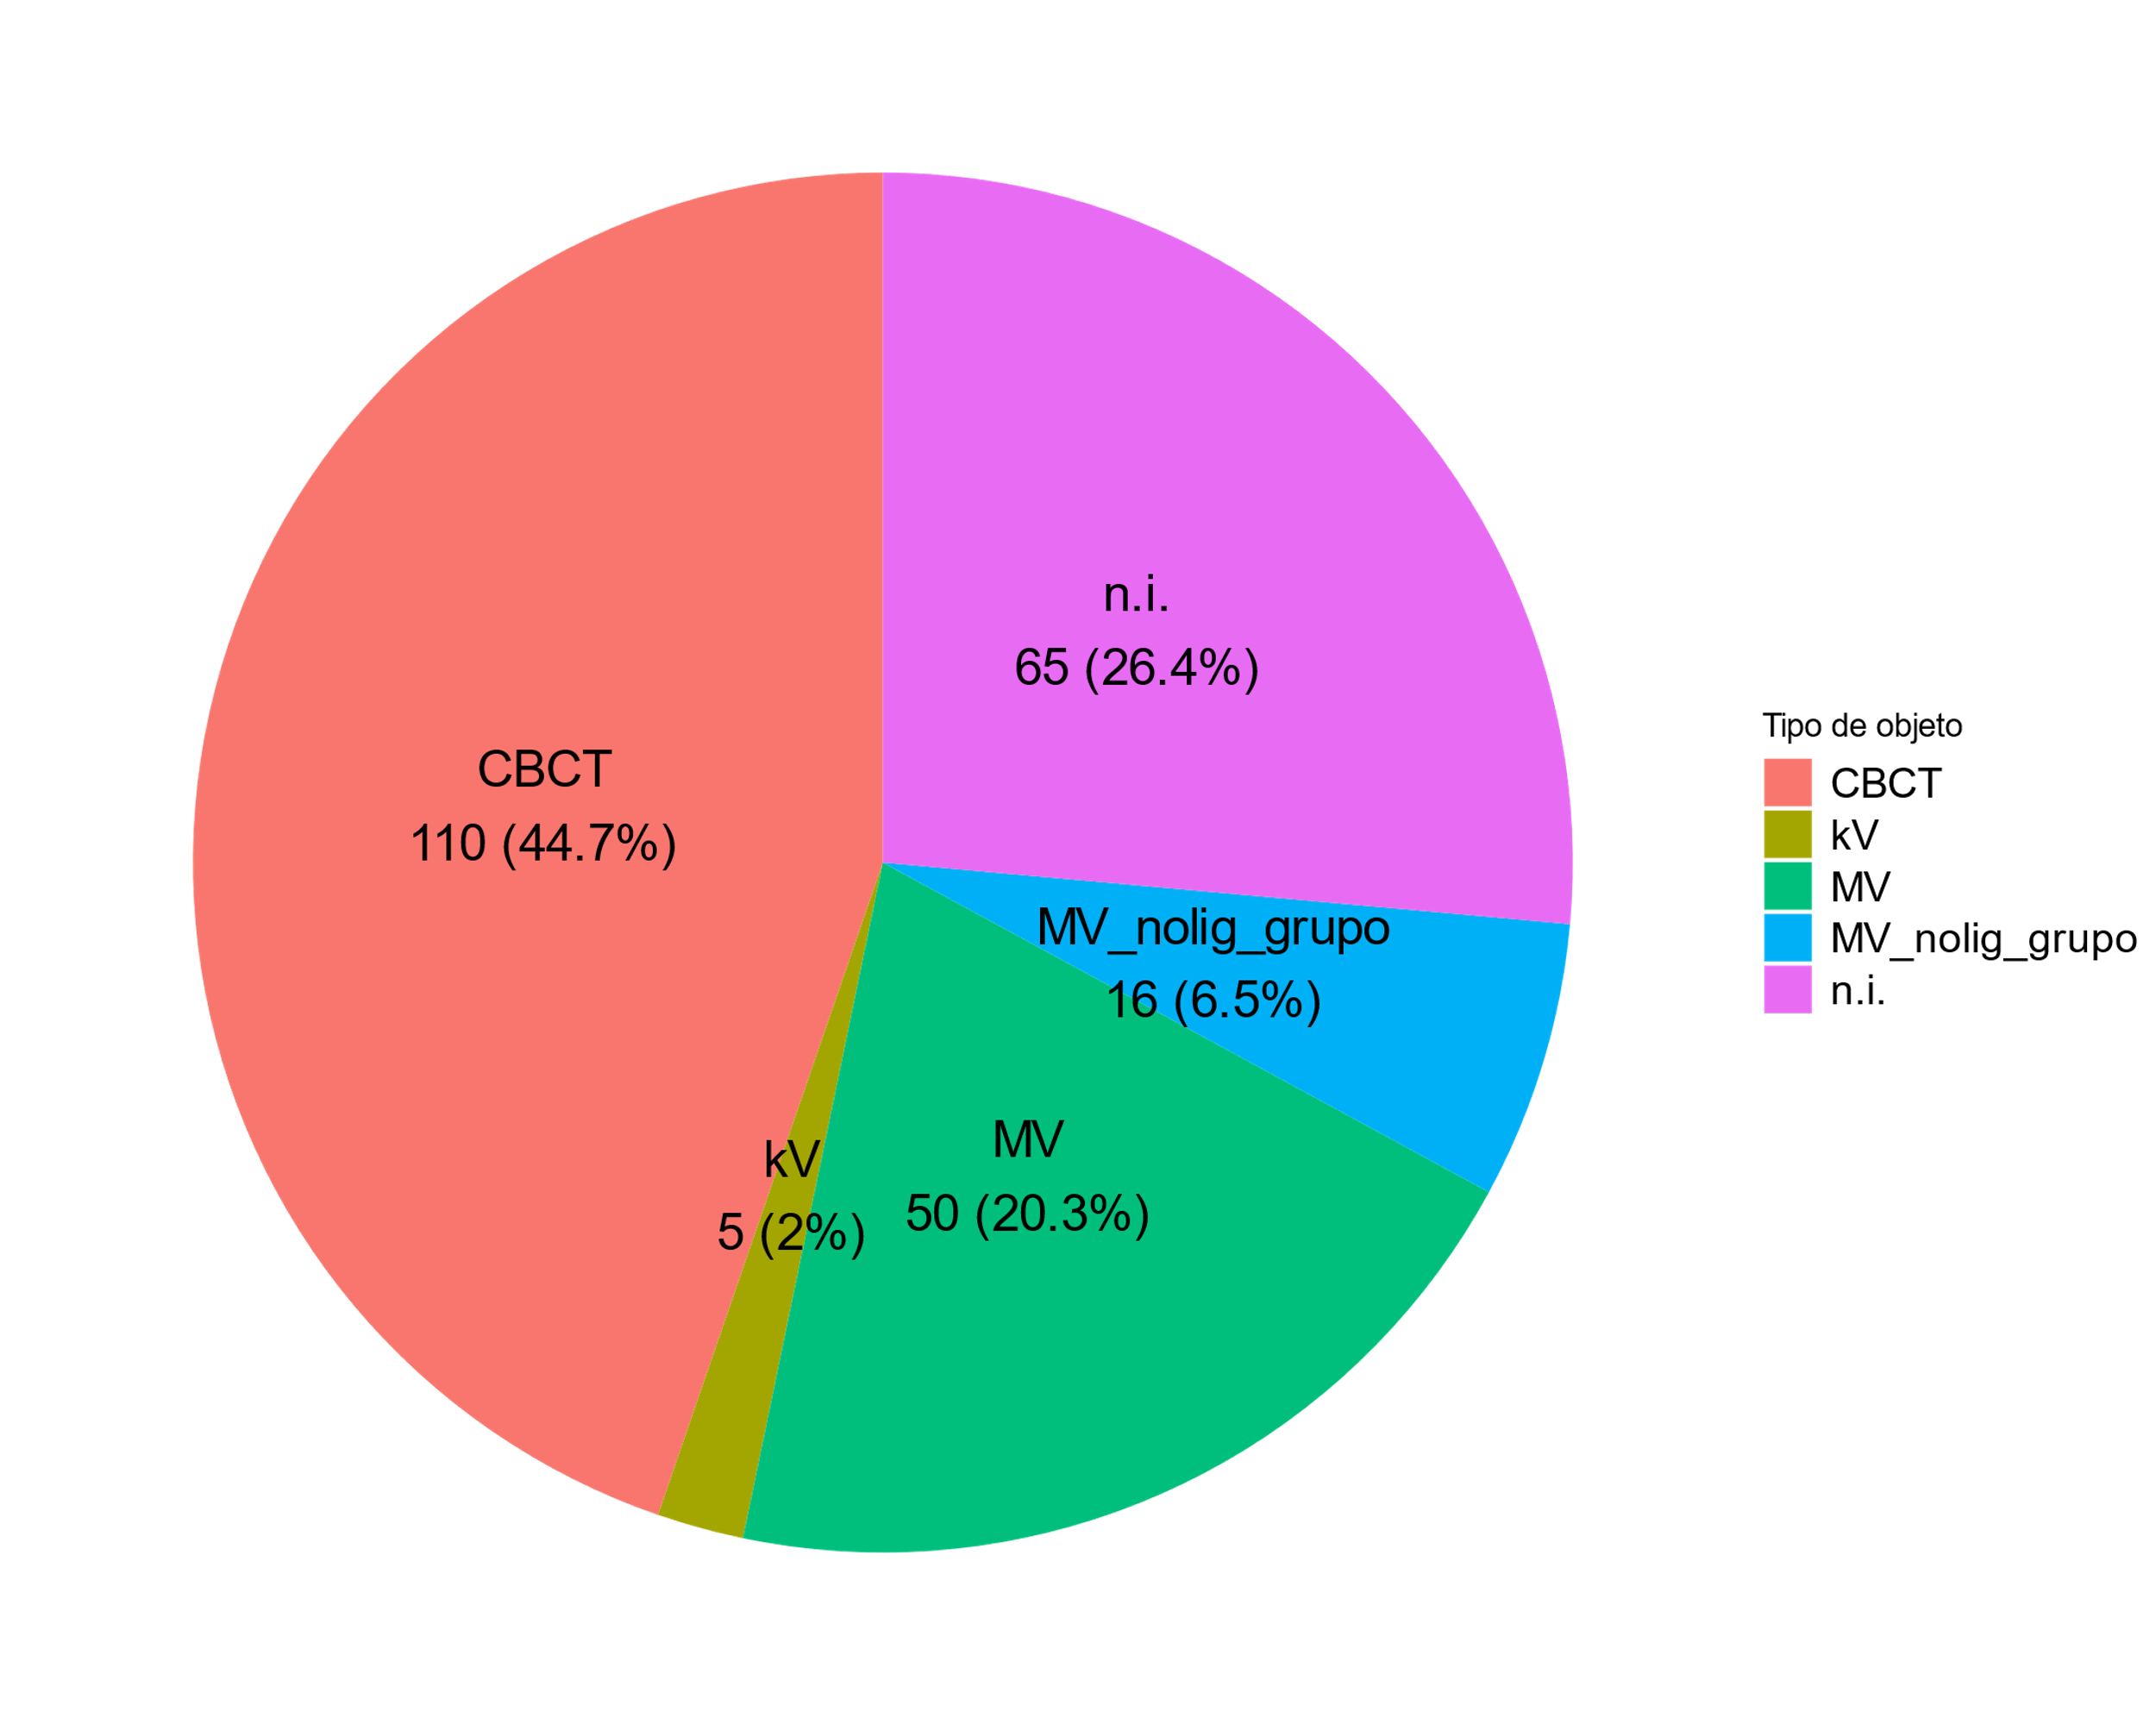 n.i.
65 (26.4%)
CBCT
110 (44.7%)
MV_nolig_grupo
16 (6.5%)
MV
50 (20.3%)
kV
5 (2%)
Tipo de objeto
CBCT
kV
MV
MV_nolig_grupo
n.i.